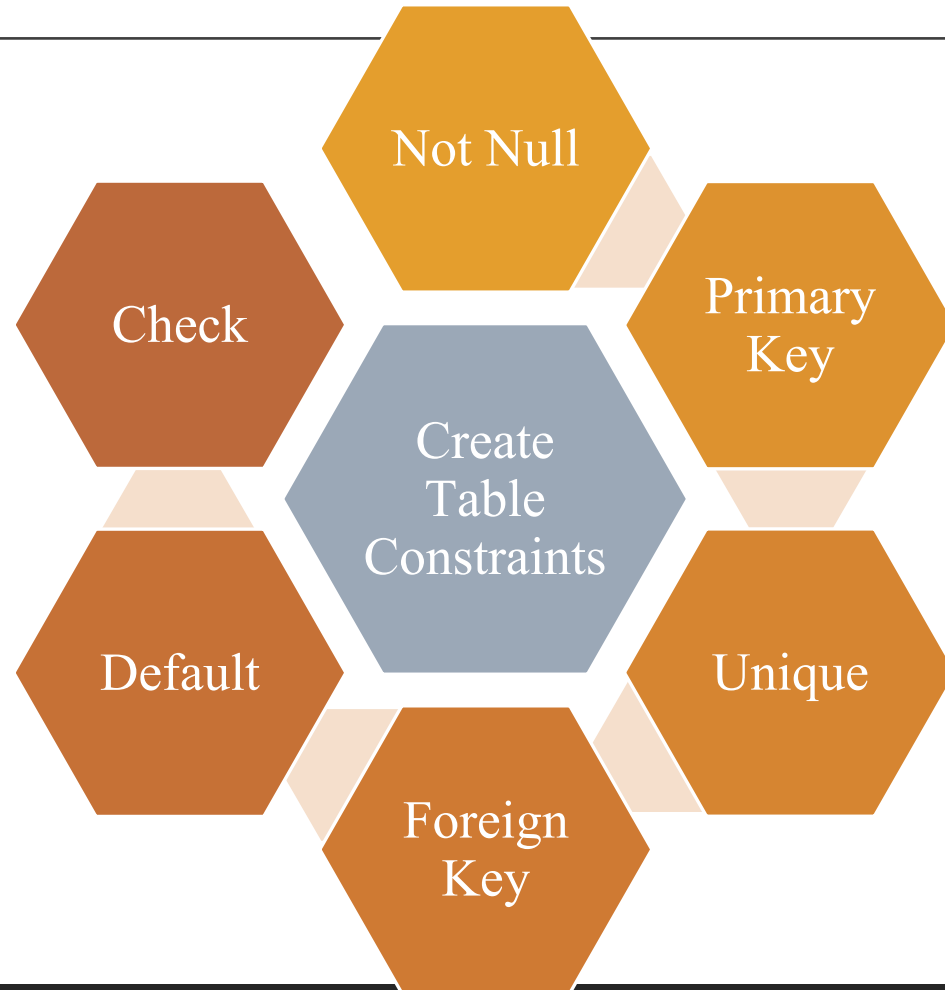 Not Null
Primary
Key
Unique
Foreign
Key
Default
Check
Create
Table
Constraints